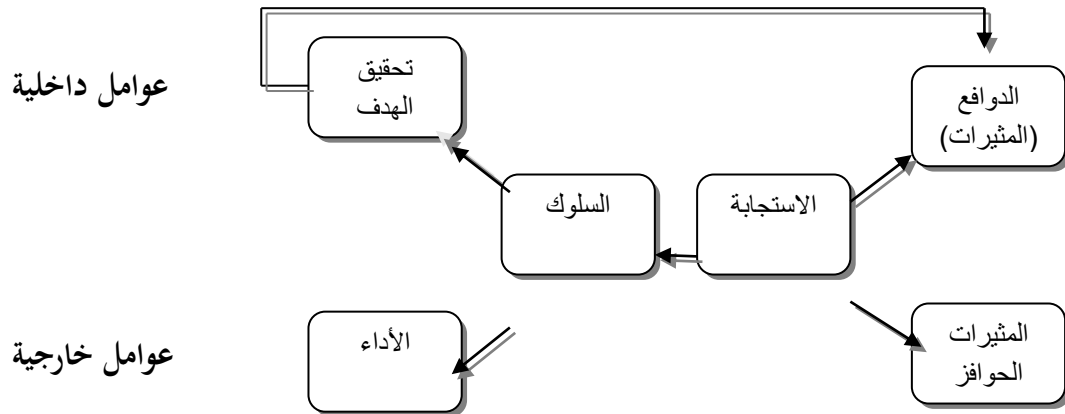 عوامل داخلية
تحقيق
الهدف
الدوافع
(المثيرات)
السلوك
الاستجابة
عوامل خارجية
الأداء
المثيرات
الحوافز